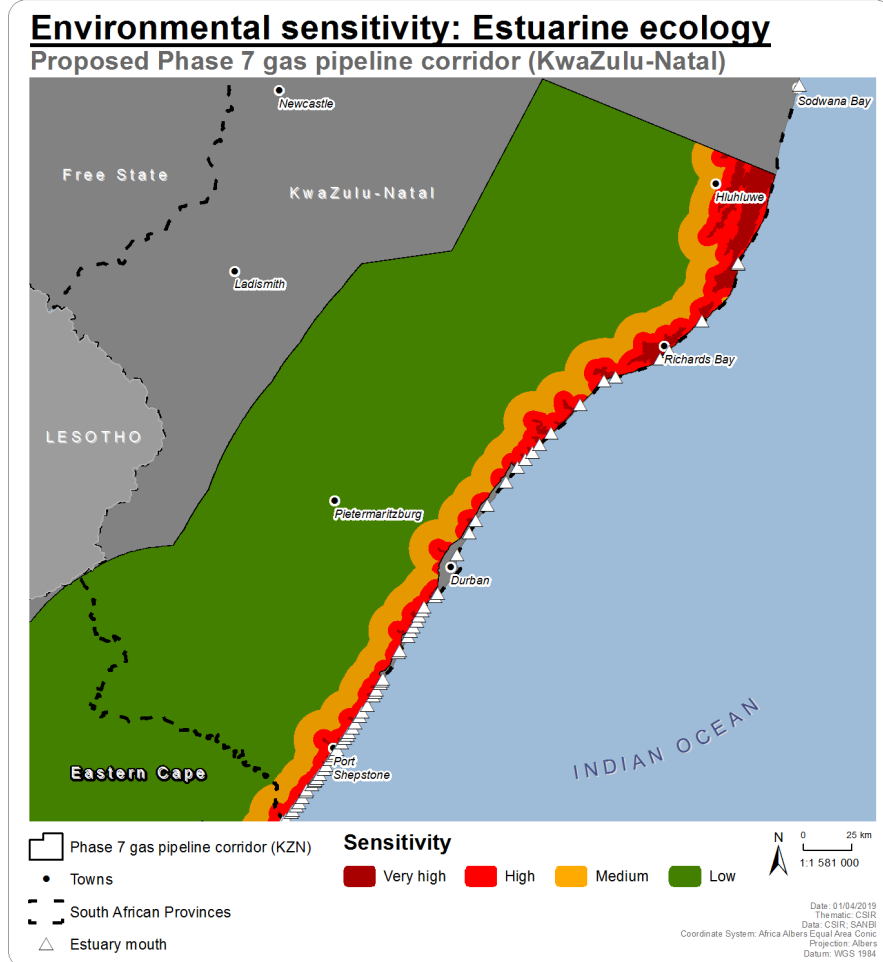 Environmental sensitivity: Estuarine ecology
Proposed Phase 7 gas pipeline corridor (KwaZulu-Natal)
Sodwana Bay
Newcastle
Free State
KwaZulu-Natal
Hluhluwe
Ladismith
Richards Bay
LESOTHO
Pietermaritzburg
Durban
INDIAN OCEAN
Port
Shepstone
Eastern Cape
Phase 7 gas pipeline corridor (KZN)
Towns
South African Provinces
Estuary mouth
Sensitivity
Very high
High
Medium
Low
N
0 25 km
1:1 581 000
Date: 01/04/2019
Thematic: CSIR
Data: CSIR; SANBI
Coordinate System: Africa Albers Equal Area Conic
Projection: Albers
Datum: WGS 1984